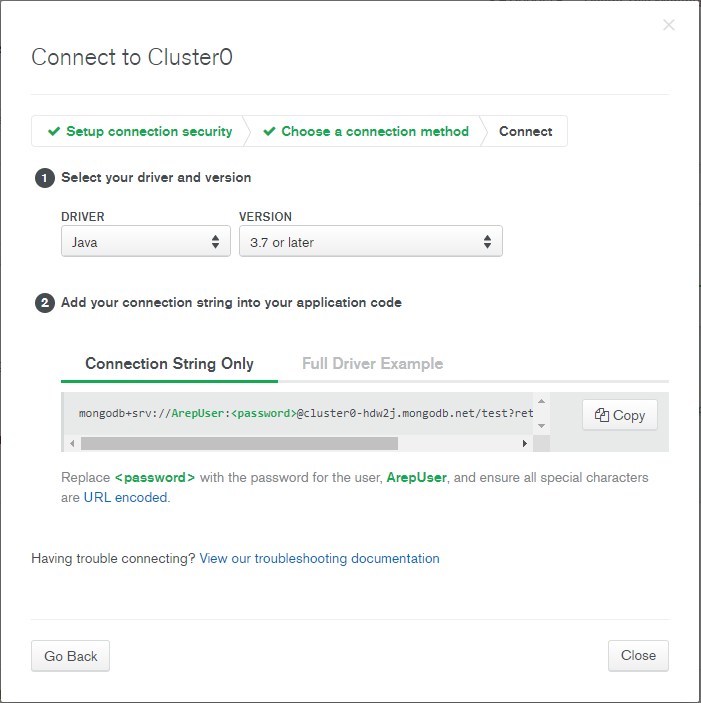 Connect to Cluster0
Setup connection security
Choose a connection method
Connect
1 Select your driver and version
DRIVER
VERSION
Java
3.7 or later
2 Add your connection string into your application code
Connection String Only
Full Driver Example
mongodb+srv://ArepUser:<password>@cluster0-hdw2j.mongodb.net/test?ret
Copy
Replace <password> with the password for the user, ArepUser, and ensure all special characters
are URL encoded.
Having trouble connecting? View our troubleshooting documentation
Go Back
Close